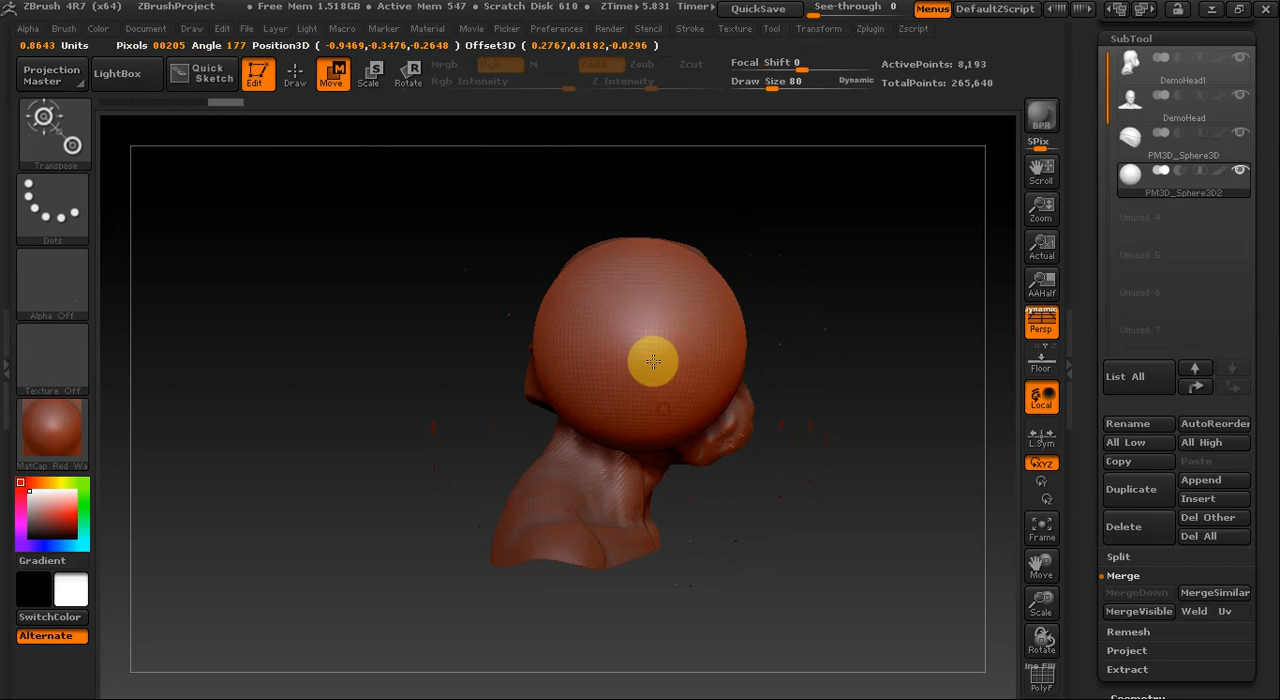 ZBrush 4R7 (x64) ZBrushProject • Free Mem 1.518GB • Active Mem 547 • Scratch Disk 610 • ZTime▸5.831 Timer▸ QuickSave See-through 0 Menus DefaultZScript
Alpha Brush Color Document Draw Edit File Layer Light Macro Marker Material Movie Picker Preferences Render Stencil Stroke Texture Tool Transform Zplugin Zscript
0.8643 Units Pixols 00205 Angle 177 Position3D ( -0.9469,-0.3476,-0.2648 ) Offset3D ( 0.2767,0.8182,-0.0296 )
Projection Master
LightBox
Quick Sketch
Edit
Draw
Move
Scale
Rotate
Mrgb Rgb M
Rgb Intensity
Zadd Zsub Zcut
Z Intensity
Focal Shift 0
Draw Size 80 Dynamic
ActivePoints: 8,193
TotalPoints: 265,640
Transpose
Dots
Alpha Off
Texture Off
MatCap Red Wa
Gradient
SwitchColor
Alternate
BPR
SPix
Scroll
Zoom
Actual
AAHalf
Dynamic
Persp
Floor
Local
L.Sym
XYZ
Frame
Move
Scale
Rotate
Line Fill
PolyF
SubTool
DemoHead1
DemoHead
PM3D_Sphere3D
PM3D_Sphere3D2
Unused 4
Unused 5
Unused 6
Unused 7
List All
Rename AutoReorder
All Low All High
Copy Paste
Duplicate Append
Insert
Delete Del Other
Del All
Split
Merge
MergeDown MergeSimilar
MergeVisible Weld Uv
Remesh
Project
Extract
Geometry